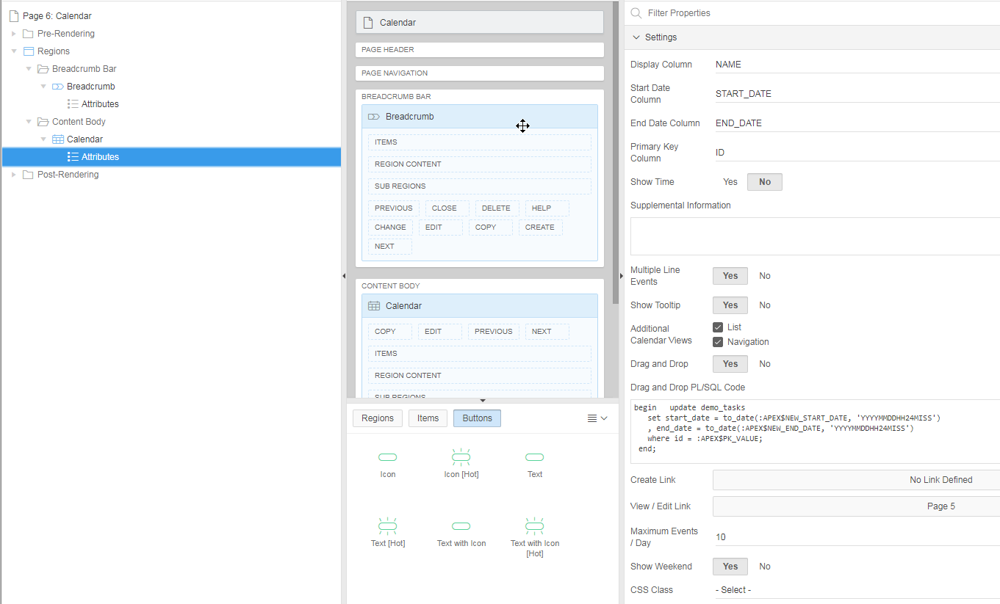 Page 6: Calendar
Pre-Rendering
Regions
Breadcrumb Bar
Breadcrumb
Attributes
Content Body
Calendar
Attributes
Post-Rendering
Calendar
PAGE HEADER
PAGE NAVIGATION
BREADCRUMB BAR
Breadcrumb
ITEMS
REGION CONTENT
SUB REGIONS
PREVIOUS CLOSE DELETE HELP
CHANGE EDIT COPY CREATE
NEXT
CONTENT BODY
Calendar
COPY EDIT PREVIOUS NEXT
ITEMS
REGION CONTENT
SUB REGIONS
Regions Items Buttons
Icon Icon [Hot] Text
Text [Hot] Text with Icon Text with Icon
[Hot]
Filter Properties
Settings
Display Column NAME
Start Date
Column START_DATE
End Date Column END_DATE
Primary Key
Column ID
Show Time Yes No
Supplemental Information
Multiple Line
Events Yes No
Show Tooltip Yes No
Additional
Calendar Views
List
Navigation
Drag and Drop Yes No
Drag and Drop PL/SQL Code
begin   update demo_tasks
set start_date = to_date(:APEX$NEW_START_DATE, 'YYYYMMDDHH24MISS')
, end_date = to_date(:APEX$NEW_END_DATE, 'YYYYMMDDHH24MISS')
where id = :APEX$PK_VALUE;
end;
Create Link No Link Defined
View / Edit Link Page 5
Maximum Events
/ Day 10
Show Weekend Yes No
CSS Class - Select -